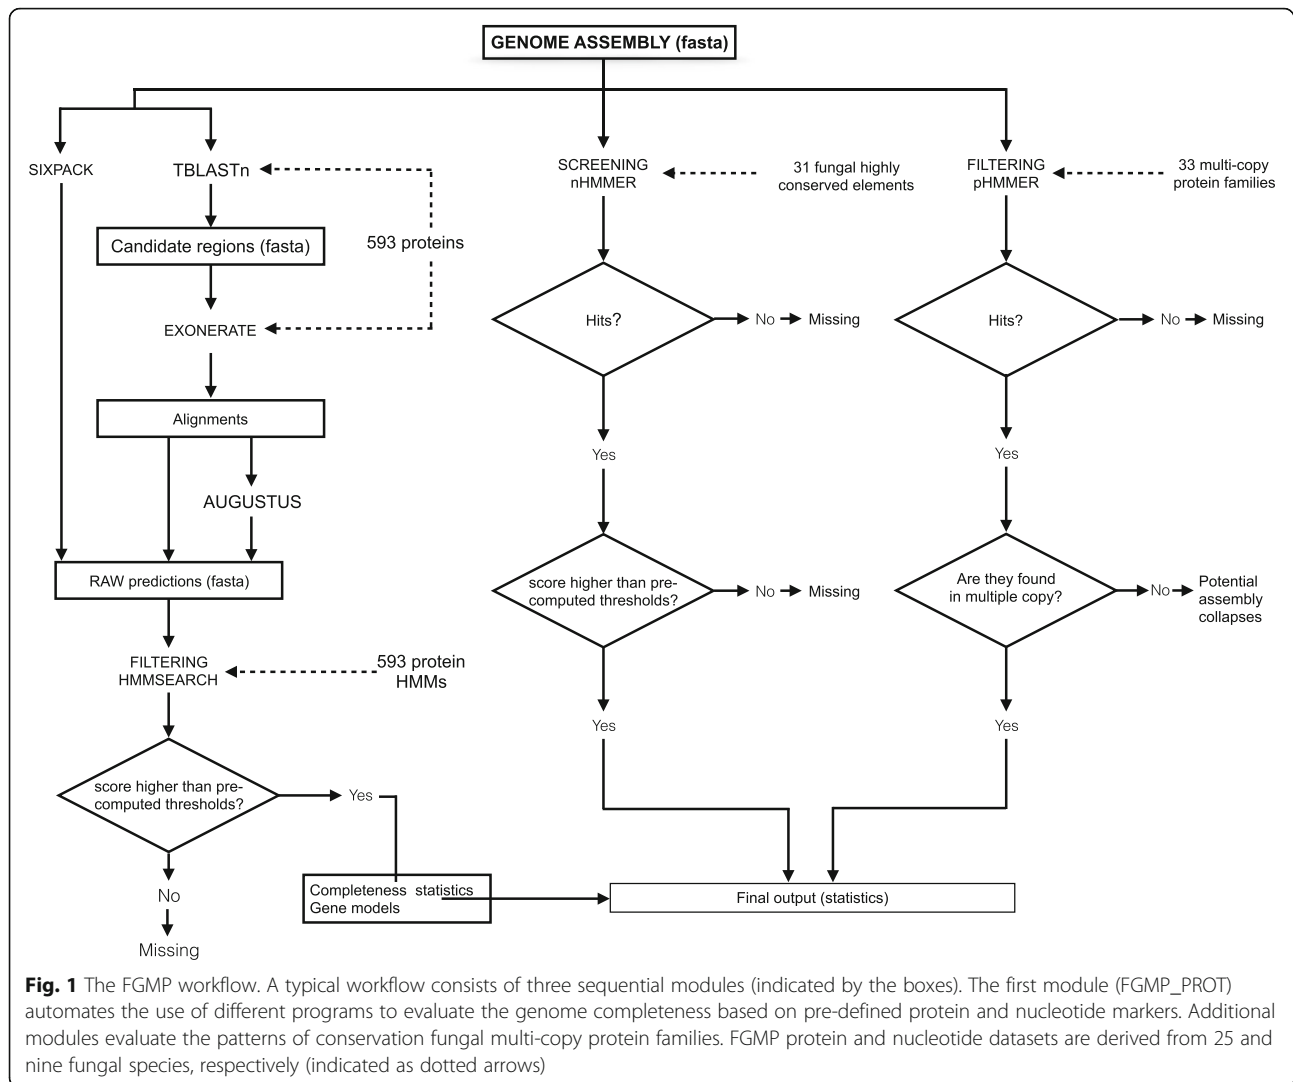 GENOME ASSEMBLY (fasta)
SIXPACK
TBLASTn
593 proteins
Candidate regions (fasta)
EXONERATE
Alignments
AUGUSTUS
RAW predictions (fasta)
FILTERING
HMMSEARCH
593 protein
HMMs
score higher than pre-
computed thresholds?
Yes
No
Missing
Completeness statistics
Gene models
SCREENING
nHMMER
31 fungal highly
conserved elements
Hits?
No
Missing
Yes
score higher than pre-
computed thresholds?
No
Missing
Yes
FILTERING
pHMMER
33 multi-copy
protein families
Hits?
No
Missing
Yes
Are they found
in multiple copy?
No
Potential
assembly
collapses
Yes
Final output (statistics)
Fig. 1 The FGMP workflow. A typical workflow consists of three sequential modules (indicated by the boxes). The first module (FGMP_PROT)
automates the use of different programs to evaluate the genome completeness based on pre-defined protein and nucleotide markers. Additional
modules evaluate the patterns of conservation fungal multi-copy protein families. FGMP protein and nucleotide datasets are derived from 25 and
nine fungal species, respectively (indicated as dotted arrows)